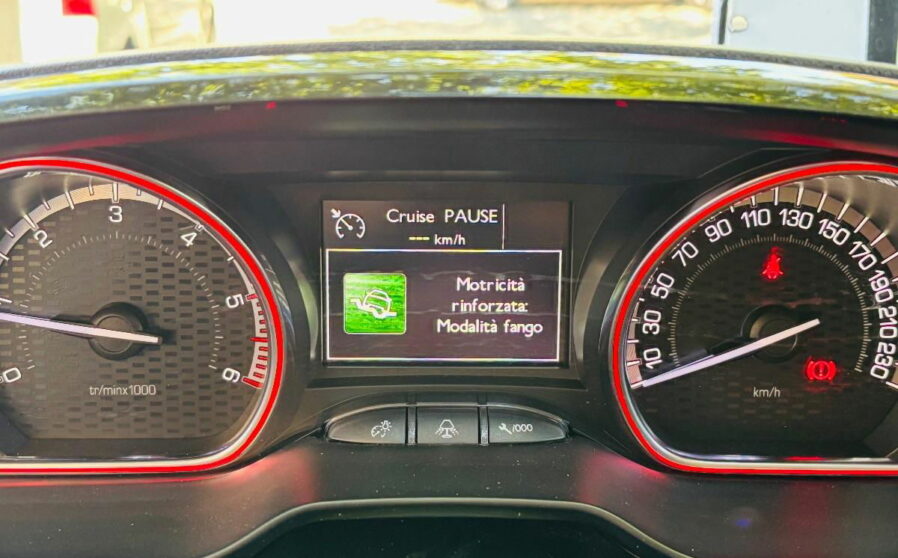 Cruise PAUSE
--- km/h
Motricità
rinforzata:
Modalità fango
0
2
3
4
5
6
tr/minx1000
10
30
50
70
90
110
130
150
170
190
210
230
km/h
/000